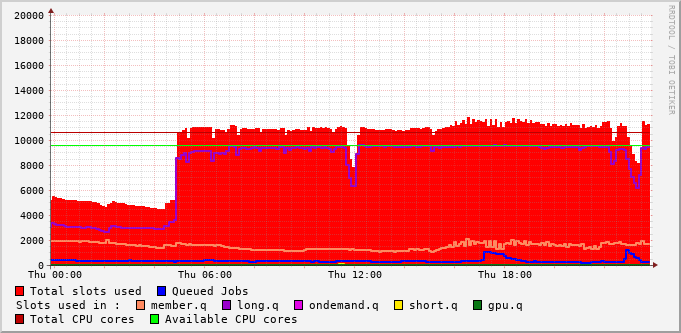 20000
18000
16000
14000
12000
10000
8000
6000
4000
2000
0
Thu 00:00 Thu 06:00 Thu 12:00 Thu 18:00
RRDTOOL / TOBI OETIKER
Total slots used Queued Jobs
Slots used in : member.q long.q ondemand.q short.q gpu.q
Total CPU cores Available CPU cores